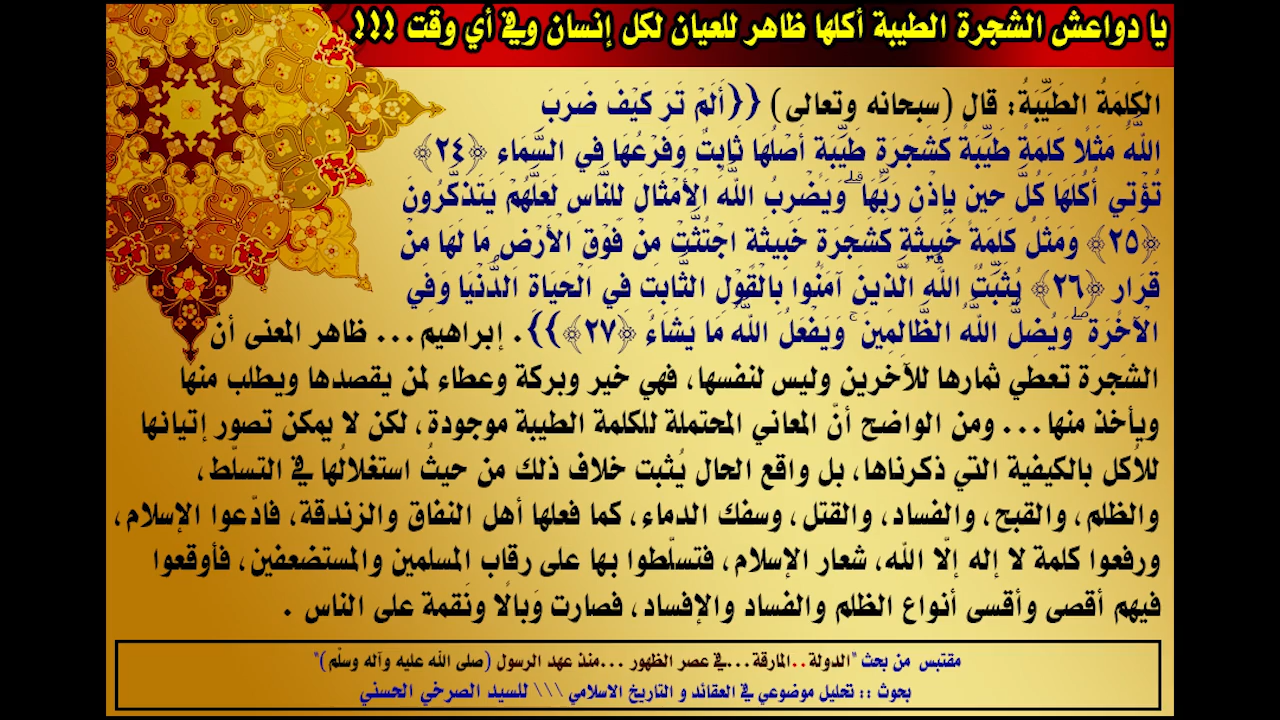 يا دواعش الشجرة الطيبة أكلها ظاهر للعيان لكل إنسان وفي أي وقت !!!
الكَلِمَةُ الطيِّبَةُ: قال (سبحانه وتعالى) ((أَلَمْ تَرَ كَيْفَ ضَرَبَ
اللَّهُ مَثَلًا كَلِمَةً طَيِّبَةً كَشَجَرَةٍ طَيِّبَةٍ أَصْلُهَا ثَابِتٌ وَفَرْعُهَا فِي السَّمَاءِ ﴿٢٤﴾
تُؤْتِي أُكُلَهَا كُلَّ حِينٍ بِإِذْنِ رَبِّهَا ۗ وَيَضْرِبُ اللَّهُ الْأَمْثَالَ لِلنَّاسِ لَعَلَّهُمْ يَتَذَكَّرُونَ
﴿٢٥﴾ وَمَثَلُ كَلِمَةٍ خَبِيثَةٍ كَشَجَرَةٍ خَبِيثَةٍ اجْتُثَّتْ مِنْ فَوْقِ الْأَرْضِ مَا لَهَا مِنْ
قَرَارٍ ﴿٢٦﴾ يُثَبِّتُ اللَّهُ الَّذِينَ آمَنُوا بِالْقَوْلِ الثَّابِتِ فِي الْحَيَاةِ الدُّنْيَا وَفِي
الْآخِرَةِ ۖ وَيُضِلُّ اللَّهُ الظَّالِمِينَ ۚ وَيَفْعَلُ اللَّهُ مَا يَشَاءُ ﴿٢٧﴾)). إبراهيم... ظاهر المعنى أن
الشجرة تعطي ثمارها للآخرين وليس لنفسها، فهي خير وبركة وعطاء لمن يقصدها ويطلب منها
ويأخذ منها... ومن الواضح أنّ المعاني المحتملة للكلمة الطيبة موجودة، لكن لا يمكن تصور إتيانها
للأكل بالكيفية التي ذكرناها، بل واقع الحال يُثبت خلاف ذلك من حيثُ استغلالُها في التسلّط،
والظلم، والقبح، والفساد، والقتل، وسفك الدماء، كما فعلها أهل النفاق والزندقة، فادّعوا الإسلام،
ورفعوا كلمة لا إله إلّا الله، شعار الإسلام، فتسلّطوا بها على رقاب المسلمين والمستضعفين، فأوقعوا
فيهم أقصى وأقسى أنواع الظلم والفساد والإفساد، فصارت وَبالًا ونَقمة على الناس .
مقتبس من بحث "الدولة..المارقة...في عصر الظهور ...منذ عهد الرسول (صلى الله عليه وآله وسلّم)"
بحوث :: تحليل موضوعي في العقائد و التاريخ الاسلامي \\\ للسيد الصرخي الحسني